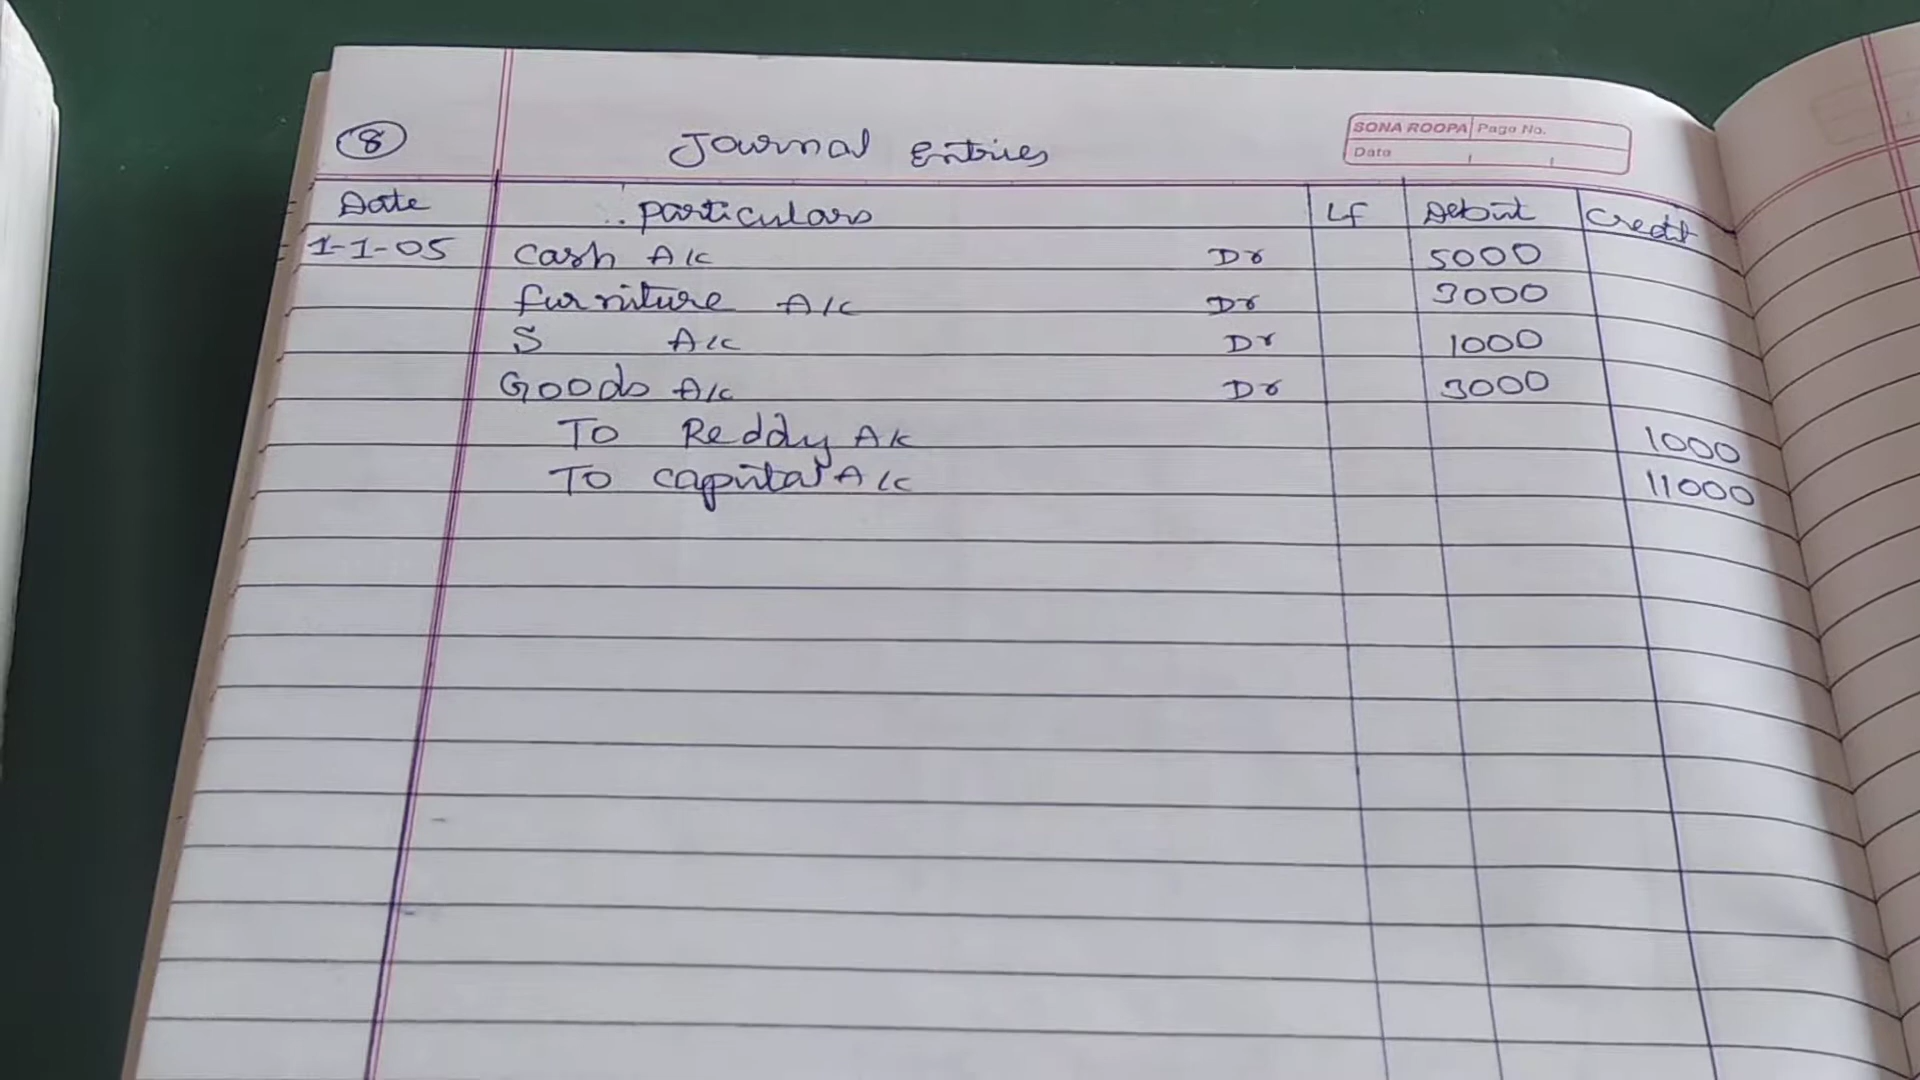 8 Journal Entries
SONA ROOPA Page No.
Date
Date particulars LF Debit Credit
1-1-05 Cash A/c Dr 5000
furniture A/c Dr 3000
S A/c Dr 1000
Goods A/c Dr 3000
To Reddy A/c 1000
To capital A/c 11000